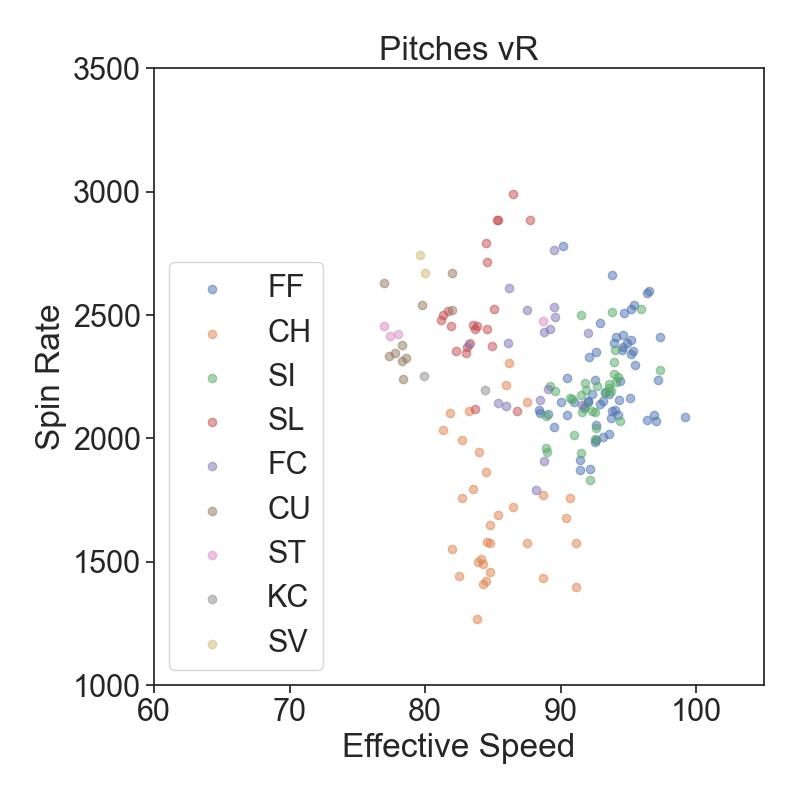 Pitches vR
3500
3000
2500
2000
1500
1000
Spin Rate
FF
CH
SI
SL
FC
CU
ST
KC
SV
60 70 80 90 100
Effective Speed